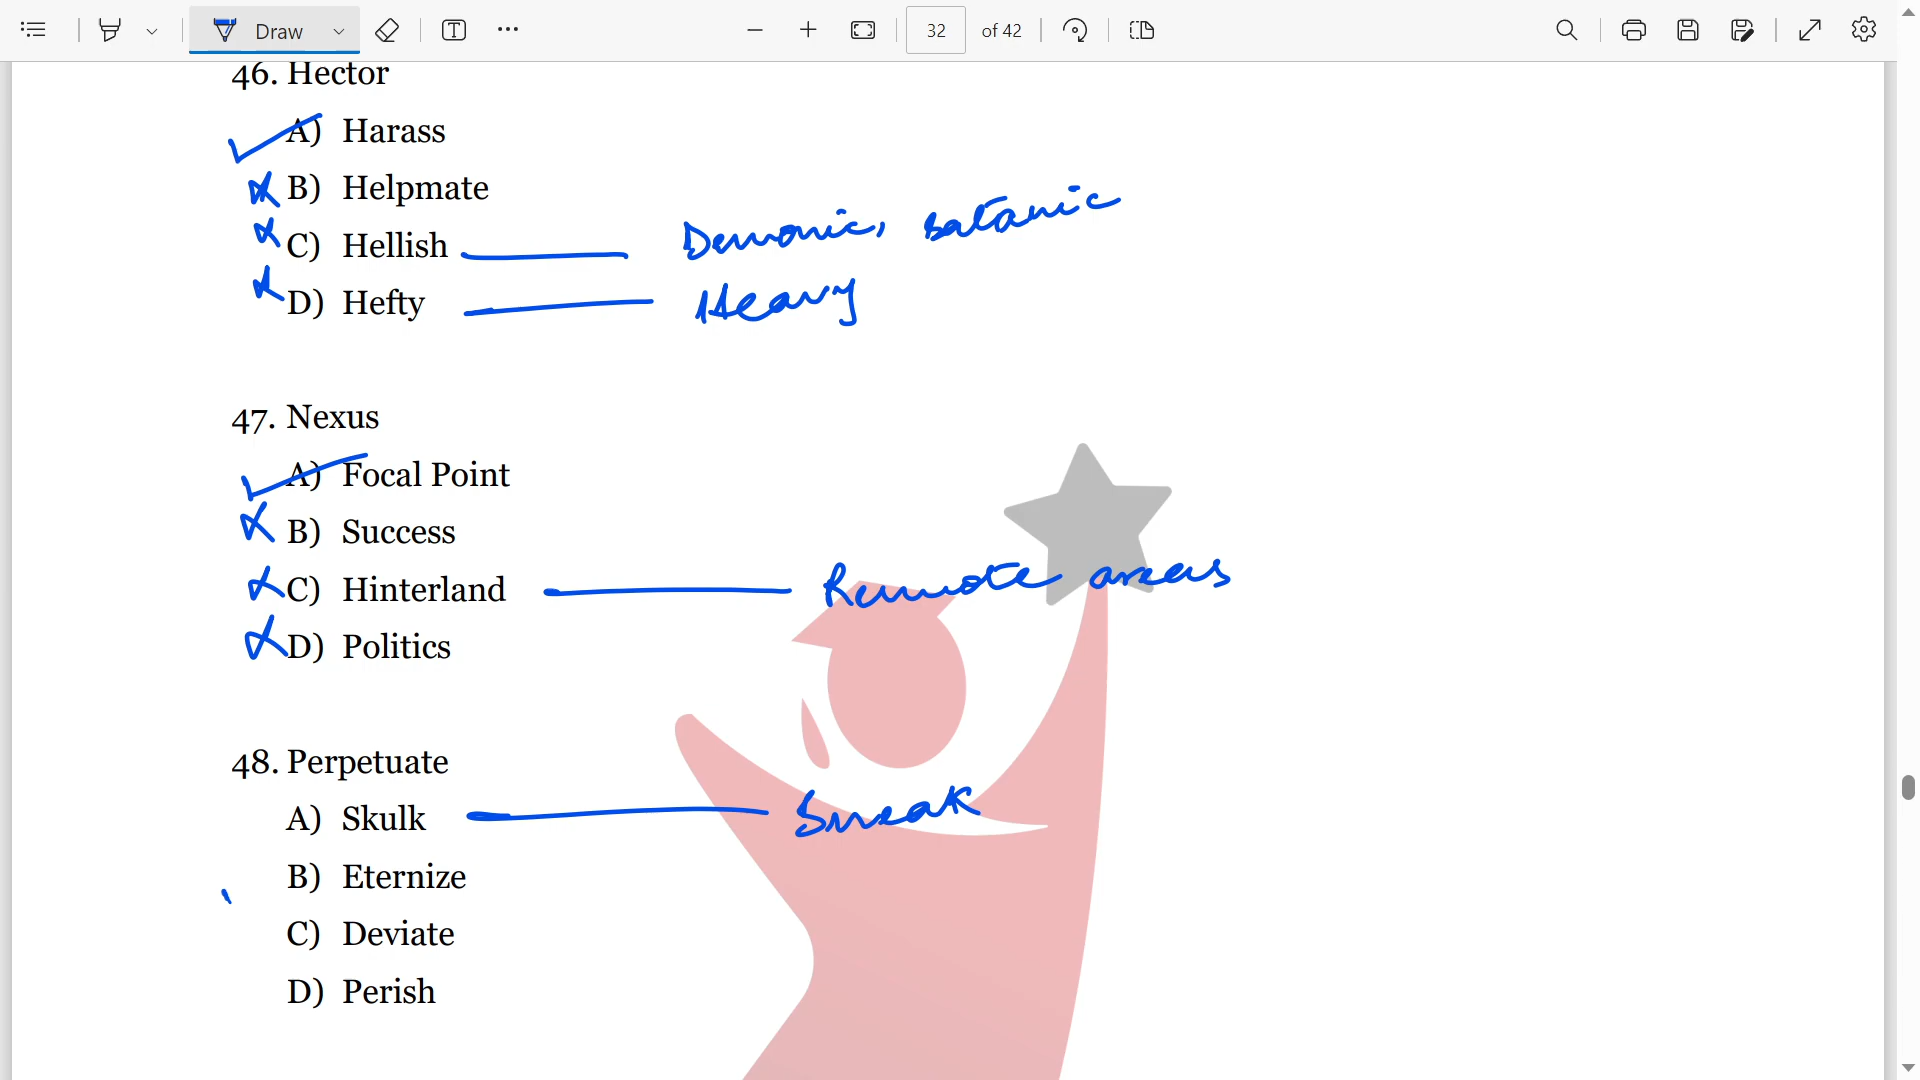 Draw
32 of 42
46. Hector
A) Harass
B) Helpmate
C) Hellish Demonic, satanic
D) Hefty Heavy
47. Nexus
A) Focal Point
B) Success
C) Hinterland Remote areas
D) Politics
48. Perpetuate
A) Skulk Sneak
B) Eternize
C) Deviate
D) Perish